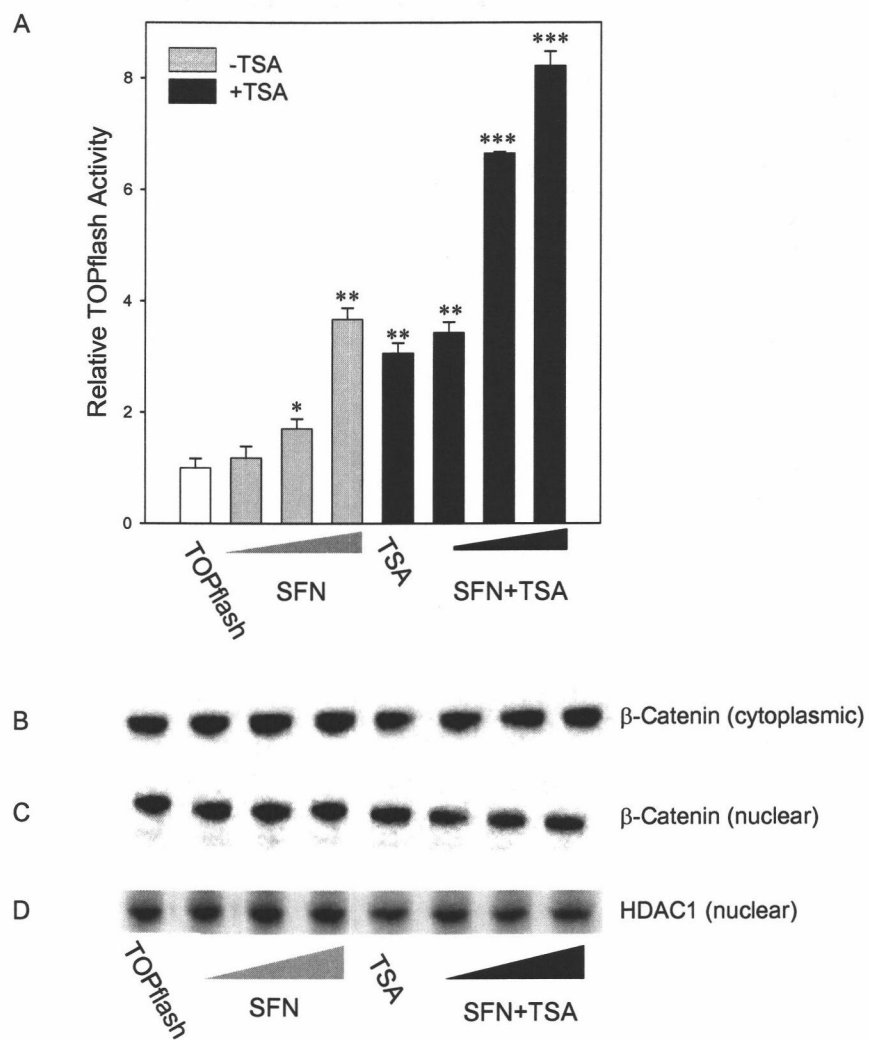 A
-TSA
+TSA
Relative TOPflash Activity
8
6
4
2
0
*
**
**
**
***
***
TOPflash
SFN
TSA
SFN+TSA
B
β-Catenin (cytoplasmic)
C
β-Catenin (nuclear)
D
HDAC1 (nuclear)
TOPflash
SFN
TSA
SFN+TSA